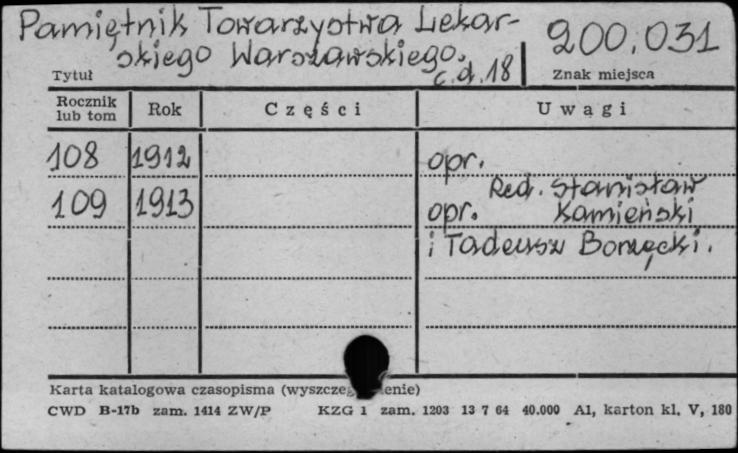 Pamiętnik Towarzystwa Lekar-
skiego Warszawskiego.
c.d. 18
200.031
Tytuł
Znak miejsca
Rocznik lub tom Rok Części Uwagi
108 1912 opr.
Red. Stanisław
109 1913 opr. Kamieński
i Tadeusz Borzęcki.
Karta katalogowa czasopisma (wyszczeg enie)
CWD B-17b zam. 1414 ZW/P KZG 1 zam. 1203 13 7 64 40.000 A1, karton kl. V, 180